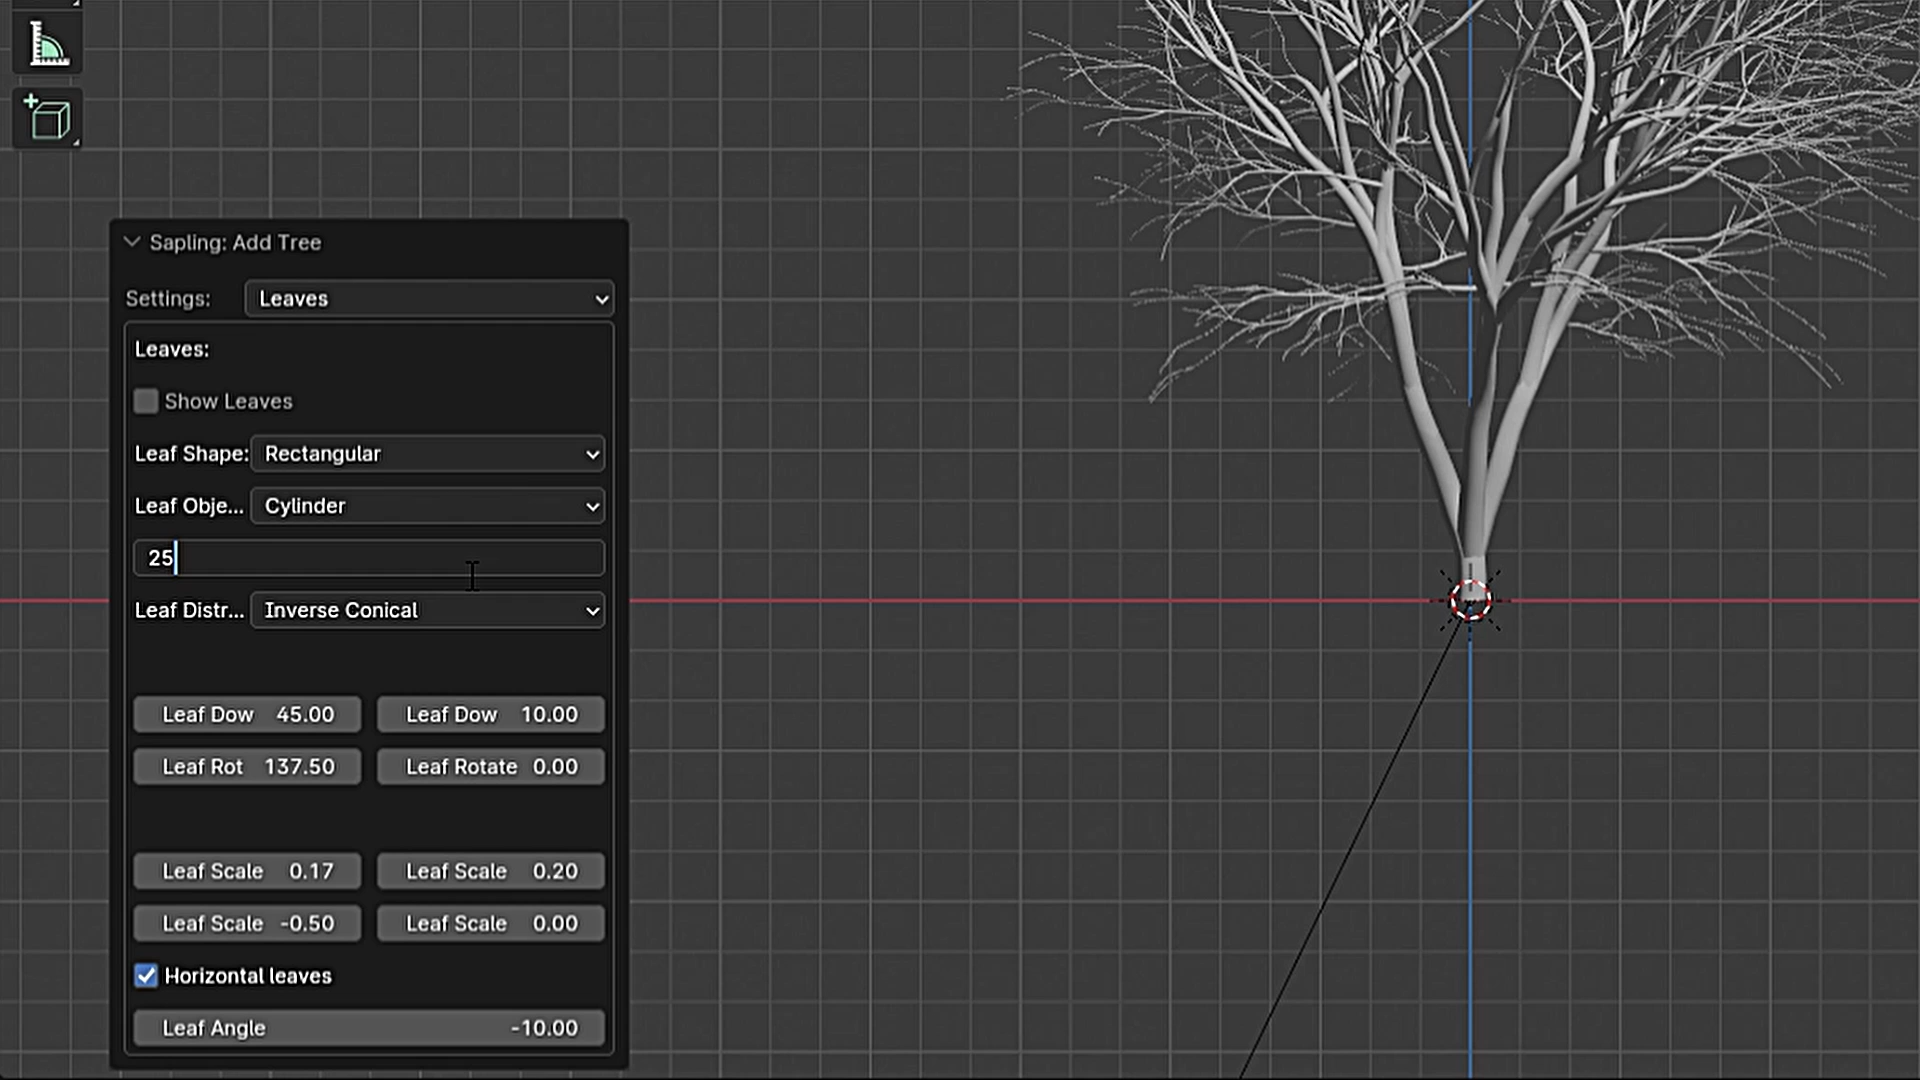 Sapling: Add Tree
Settings: Leaves
Leaves:
Show Leaves
Leaf Shape: Rectangular
Leaf Obje... Cylinder
25
Leaf Distr... Inverse Conical
Leaf Dow 45.00 Leaf Dow 10.00
Leaf Rot 137.50 Leaf Rotate 0.00
Leaf Scale 0.17 Leaf Scale 0.20
Leaf Scale -0.50 Leaf Scale 0.00
Horizontal leaves
Leaf Angle -10.00